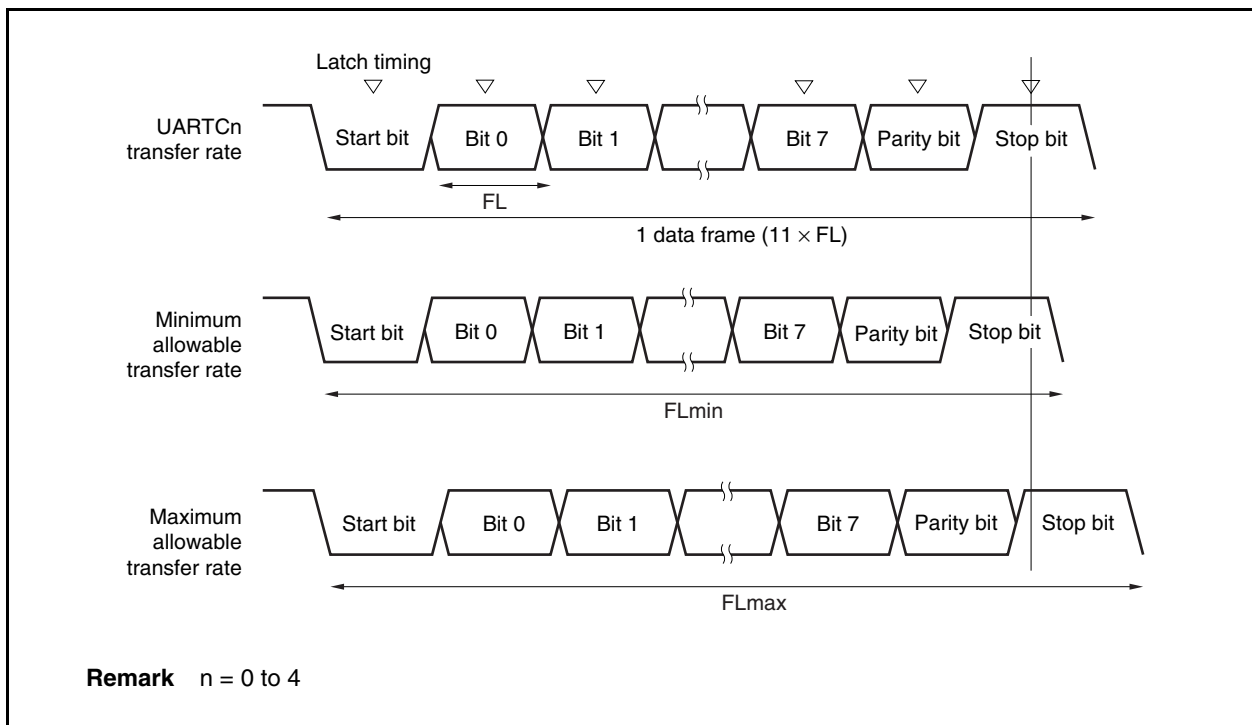 Latch timing
UARTCn
transfer rate
Start bit
Bit 0
Bit 1
Bit 7
Parity bit
Stop bit
FL
1 data frame (11 × FL)
Minimum
allowable
transfer rate
Start bit
Bit 0
Bit 1
Bit 7
Parity bit
Stop bit
FLmin
Maximum
allowable
transfer rate
Start bit
Bit 0
Bit 1
Bit 7
Parity bit
Stop bit
FLmax
Remark n = 0 to 4